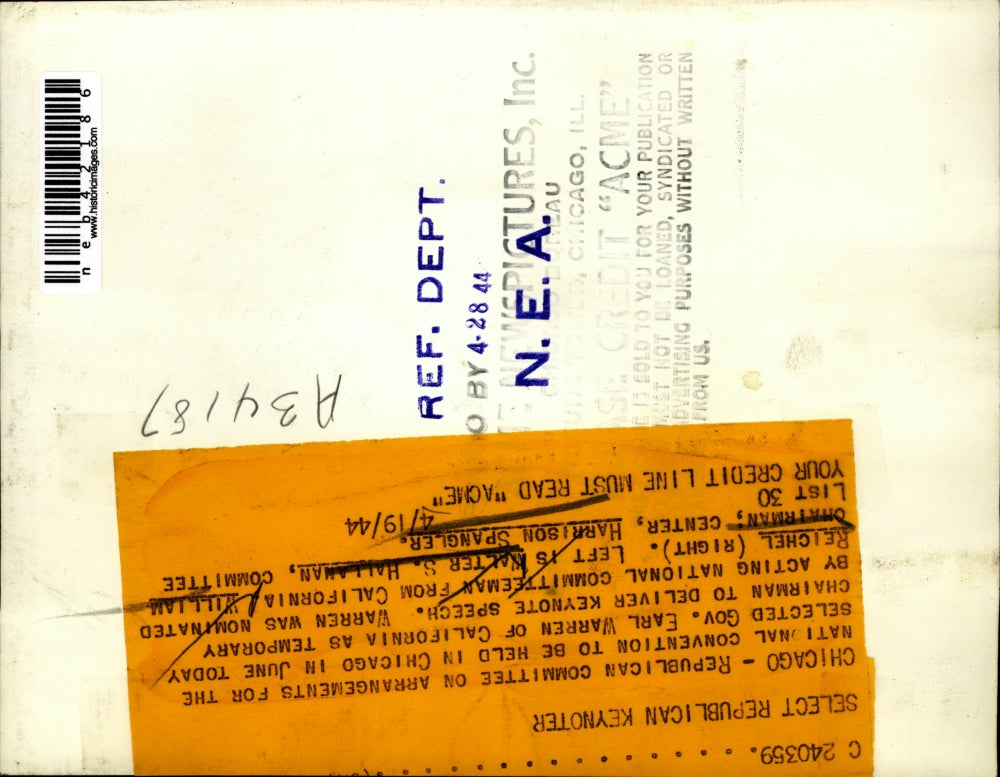 C 240359.
SELECT REPUBLICAN KEYNOTER
CHICAGO - REPUBLICAN COMMITTEE ON ARRANGEMENTS FOR THE
NATIONAL CONVENTION TO BE HELD IN CHICAGO IN JUNE TODAY
SELECTED GOV. EARL WARREN OF CALIFORNIA AS TEMPORARY
CHAIRMAN TO DELIVER KEYNOTE SPEECH. WARREN WAS NOMINATED
BY ACTING NATIONAL COMMITTEEMAN FROM CALIFORNIA WILLIAM
REICHEL (RIGHT). LEFT IS WALTER S. HALLANAN, COMMITTEE
CHAIRMAN; CENTER, HARRISON SPANGLER.
LIST 30 4/19/44
YOUR CREDIT LINE MUST READ "ACME"
A34187
REF. DEPT.
BY 4-28 44
NEWSPICTURES, Inc.
N. E. A.
CHICAGO, ILL.
CREDIT "ACME"
IS SOLD TO YOU FOR YOUR PUBLICATION
MUST NOT BE LOANED, SYNDICATED OR
ADVERTISING PURPOSES WITHOUT WRITTEN
FROM US.
neb42186
www.historicimages.com